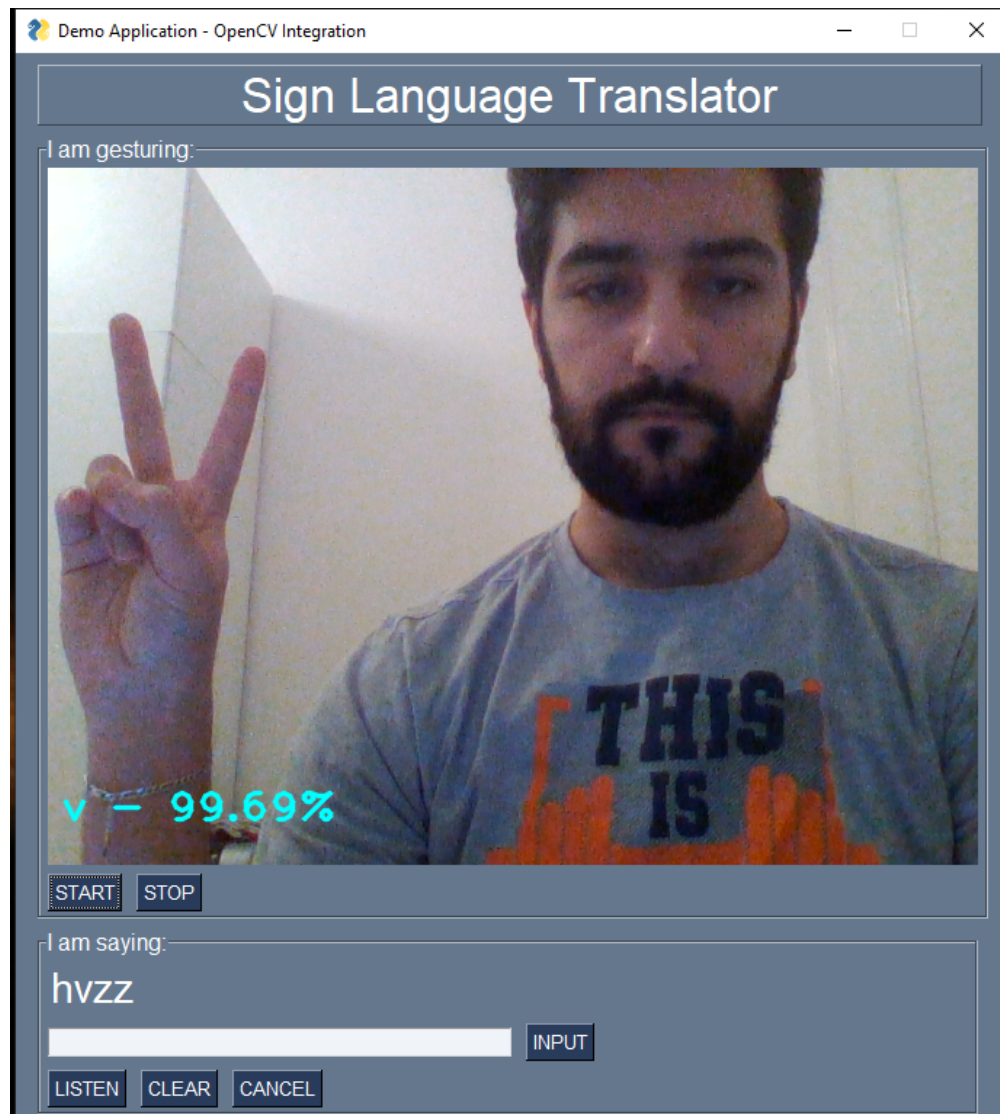 Demo Application - OpenCV Integration
Sign Language Translator
I am gesturing:
THIS
IS
v - 99.69%
START STOP
I am saying:
hvzz
INPUT
LISTEN CLEAR CANCEL